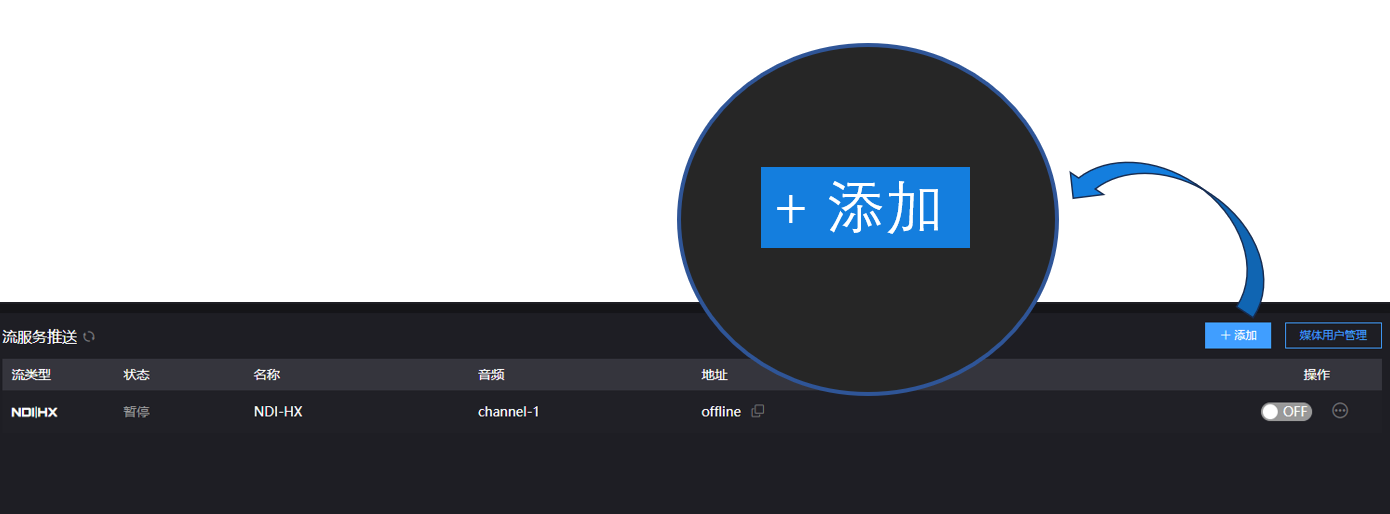 + 添加
流服务推送
+ 添加 媒体用户管理
流类型 状态 名称 音频 地址 操作
NDI|HX 暂停 NDI-HX channel-1 offline OFF